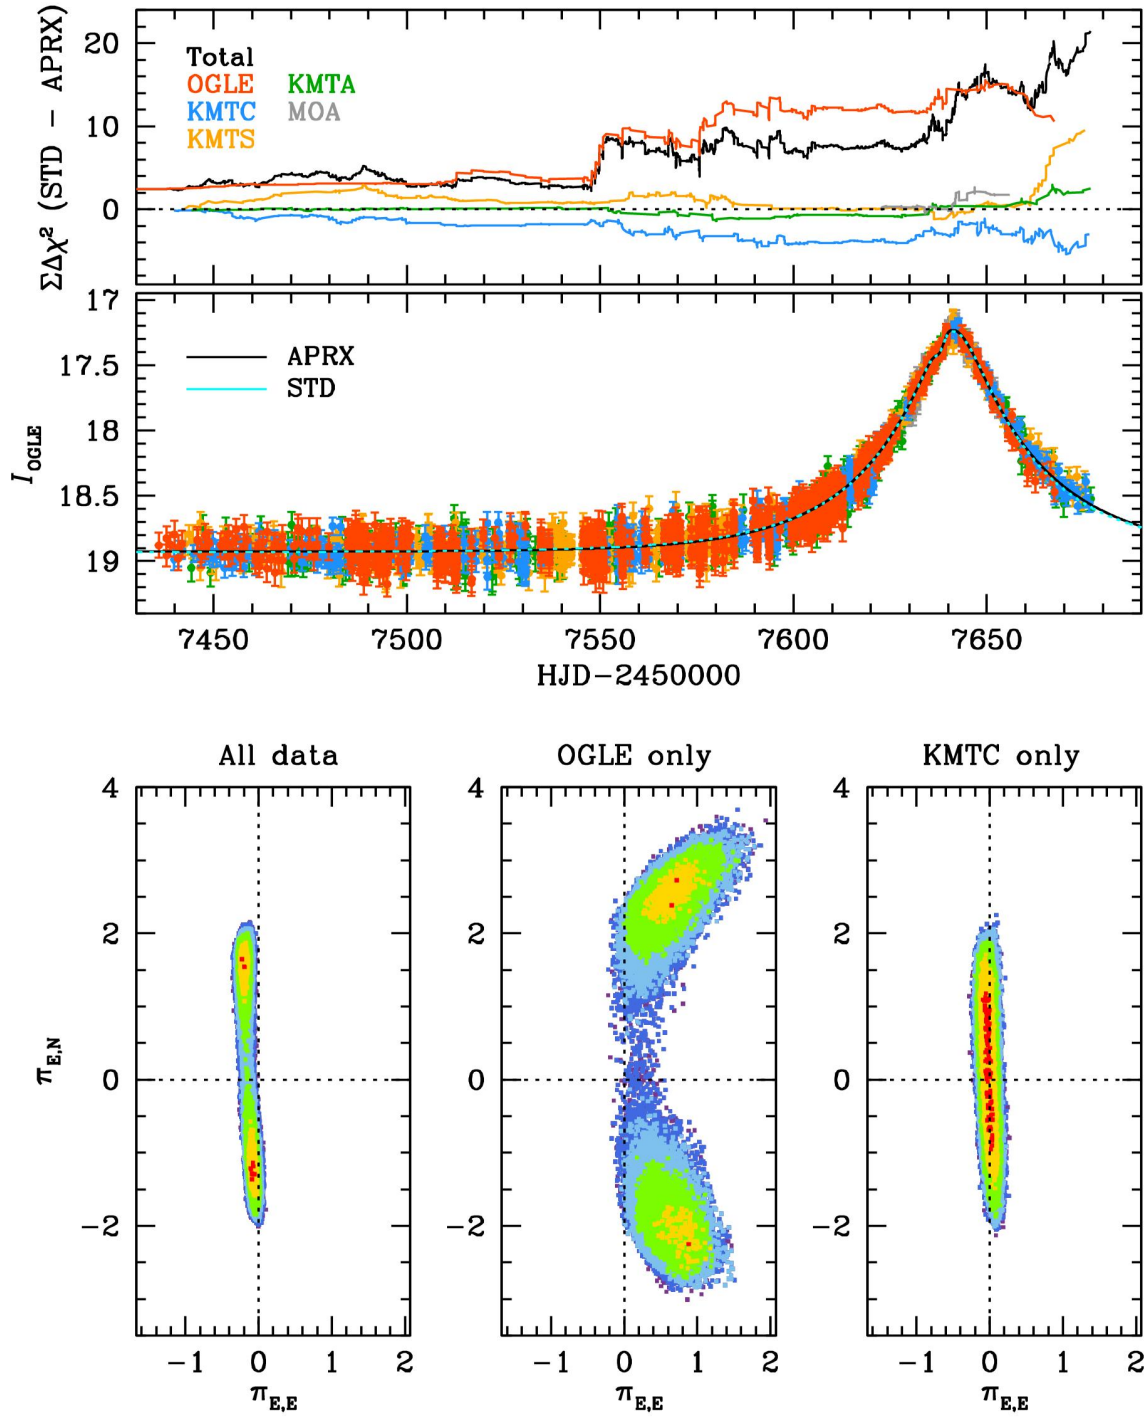 ΣΔχ² (STD − APRX)
20
10
0
Total
OGLE KMTA
KMTC MOA
KMTS
I_OGLE
17
17.5
18
18.5
19
APRX
STD
7450 7500 7550 7600 7650
HJD−2450000
All data OGLE only KMTC only
π_E,N
4 4 4
2 2 2
0 0 0
−2 −2 −2
−1 0 1 2 −1 0 1 2 −1 0 1 2
π_E,E π_E,E π_E,E